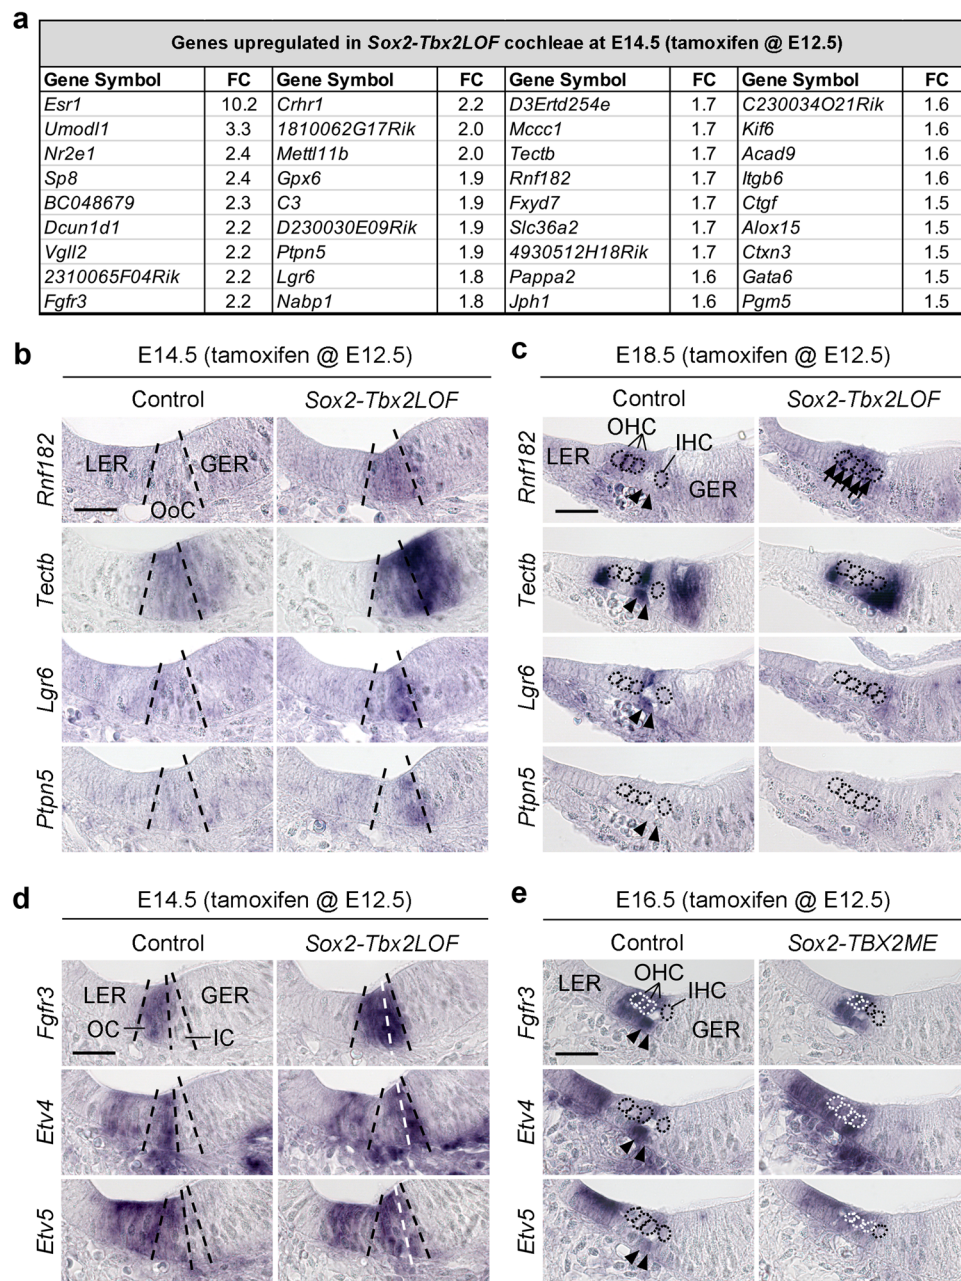 a
Genes upregulated in Sox2-Tbx2LOF cochleae at E14.5 (tamoxifen @ E12.5)
Gene Symbol FC Gene Symbol FC Gene Symbol FC Gene Symbol FC
Esr1 10.2 Crhr1 2.2 D3Ertd254e 1.7 C230034O21Rik 1.6
Umodl1 3.3 1810062G17Rik 2.0 Mccc1 1.7 Kif6 1.6
Nr2e1 2.4 Mettl11b 2.0 Tectb 1.7 Acad9 1.6
Sp8 2.4 Gpx6 1.9 Rnf182 1.7 Itgb6 1.6
BC048679 2.3 C3 1.9 Fxyd7 1.7 Ctgf 1.5
Dcun1d1 2.2 D230030E09Rik 1.9 Slc36a2 1.7 Alox15 1.5
Vgll2 2.2 Ptpn5 1.9 4930512H18Rik 1.7 Ctxn3 1.5
2310065F04Rik 2.2 Lgr6 1.8 Pappa2 1.6 Gata6 1.5
Fgfr3 2.2 Nabp1 1.8 Jph1 1.6 Pgm5 1.5
b
E14.5 (tamoxifen @ E12.5)
Control Sox2-Tbx2LOF
Rnf182
LER GER
OoC
Tectb
Lgr6
Ptpn5
c
E18.5 (tamoxifen @ E12.5)
Control Sox2-Tbx2LOF
Rnf182
OHC
IHC
LER
GER
Tectb
Lgr6
Ptpn5
d
E14.5 (tamoxifen @ E12.5)
Control Sox2-Tbx2LOF
Fgfr3
LER GER
OC IC
Etv4
Etv5
e
E16.5 (tamoxifen @ E12.5)
Control Sox2-TBX2ME
Fgfr3
OHC
LER IHC
GER
Etv4
Etv5